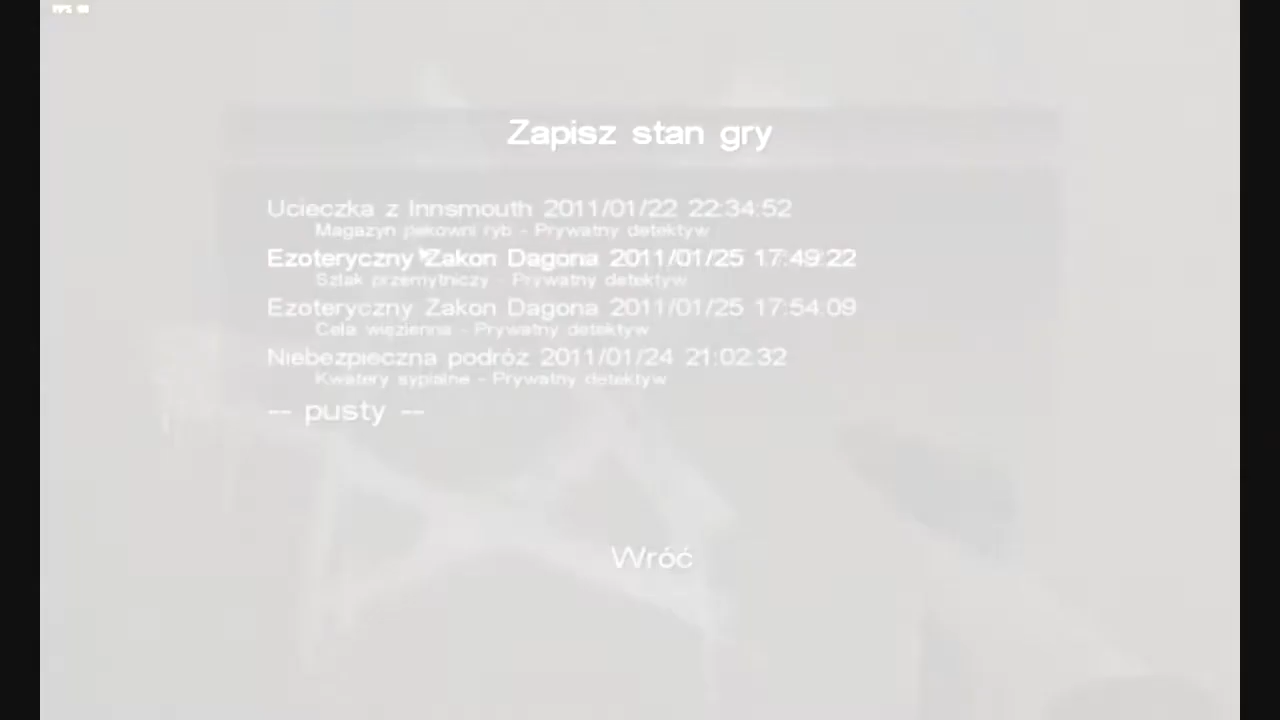 Zapisz stan gry
Ucieczka z Innsmouth 2011/01/22 22:34:52
Magazyn pakowni ryb - Prywatny detektyw
Ezoteryczny Zakon Dagona 2011/01/25 17:49:22
Szlak przemytniczy - Prywatny detektyw
Ezoteryczny Zakon Dagona 2011/01/25 17:54:09
Cela więzienna - Prywatny detektyw
Niebezpieczna podróż 2011/01/24 21:02:32
Kwatery sypialne - Prywatny detektyw
-- pusty --
Wróć